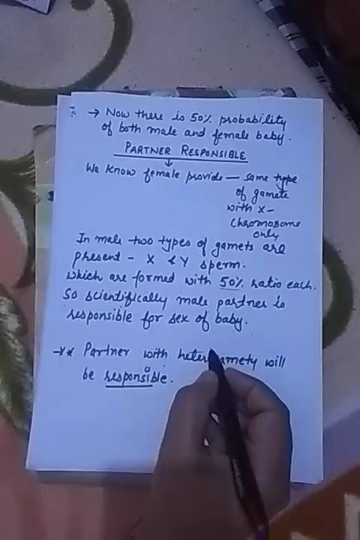 → Now there is 50% probability
of both male and female baby.
PARTNER RESPONSIBLE
↓
We know female provide — same type
of gamete
with X-
Chromosome
only
In male two types of gamets are
present - X & Y sperm.
which are formed with 50% ratio each.
So scientifically male partner is
responsible for sex of baby.
** Partner with heterogamety will
be responsible.